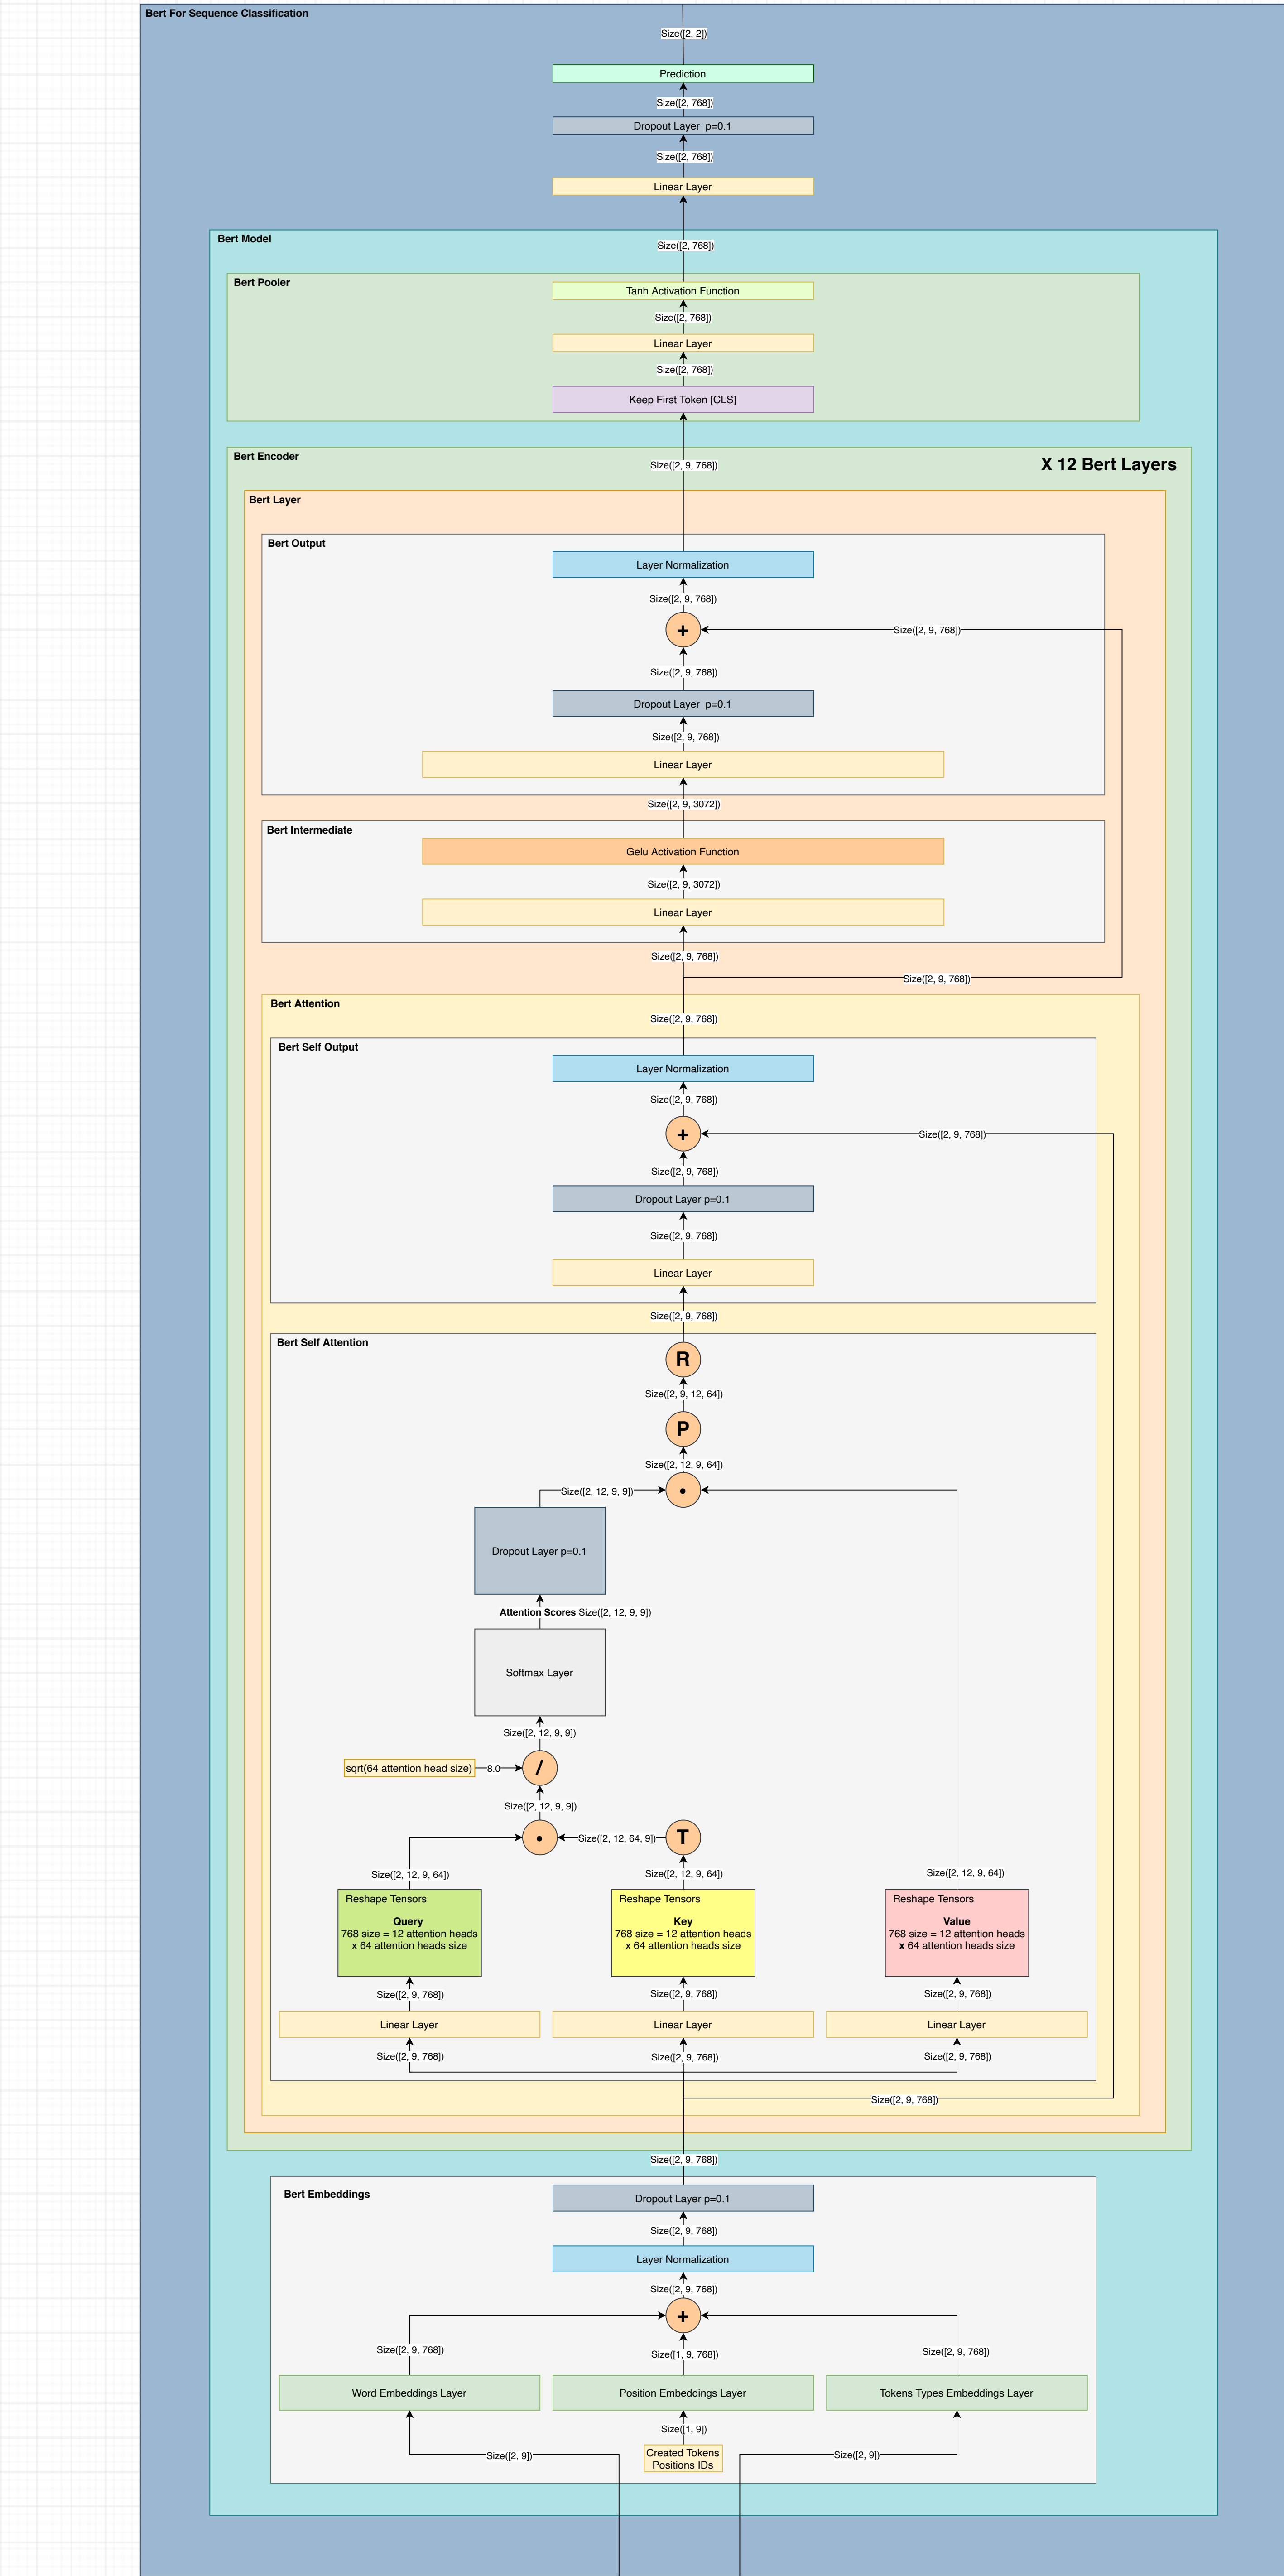 Bert For Sequence Classification
Size([2, 2])
Prediction
Size([2, 768])
Dropout Layer  p=0.1
Size([2, 768])
Linear Layer
Bert Model
Size([2, 768])
Bert Pooler
Tanh Activation Function
Size([2, 768])
Linear Layer
Size([2, 768])
Keep First Token [CLS]
Bert Encoder
Size([2, 9, 768])
X 12 Bert Layers
Bert Layer
Bert Output
Layer Normalization
Size([2, 9, 768])
+
Size([2, 9, 768])
Size([2, 9, 768])
Dropout Layer  p=0.1
Size([2, 9, 768])
Linear Layer
Size([2, 9, 3072])
Bert Intermediate
Gelu Activation Function
Size([2, 9, 3072])
Linear Layer
Size([2, 9, 768])
Size([2, 9, 768])
Bert Attention
Size([2, 9, 768])
Bert Self Output
Layer Normalization
Size([2, 9, 768])
+
Size([2, 9, 768])
Size([2, 9, 768])
Dropout Layer p=0.1
Size([2, 9, 768])
Linear Layer
Size([2, 9, 768])
Bert Self Attention
R
Size([2, 9, 12, 64])
P
Size([2, 12, 9, 64])
Size([2, 12, 9, 9])
•
Dropout Layer p=0.1
Attention Scores Size([2, 12, 9, 9])
Softmax Layer
Size([2, 12, 9, 9])
sqrt(64 attention head size)
8.0
/
Size([2, 12, 9, 9])
•
Size([2, 12, 64, 9])
T
Size([2, 12, 9, 64])
Size([2, 12, 9, 64])
Size([2, 12, 9, 64])
Reshape Tensors
Query
768 size = 12 attention heads
x 64 attention heads size
Reshape Tensors
Key
768 size = 12 attention heads
x 64 attention heads size
Reshape Tensors
Value
768 size = 12 attention heads
x 64 attention heads size
Size([2, 9, 768])
Size([2, 9, 768])
Size([2, 9, 768])
Linear Layer
Linear Layer
Linear Layer
Size([2, 9, 768])
Size([2, 9, 768])
Size([2, 9, 768])
Size([2, 9, 768])
Size([2, 9, 768])
Bert Embeddings
Dropout Layer p=0.1
Size([2, 9, 768])
Layer Normalization
Size([2, 9, 768])
+
Size([2, 9, 768])
Size([1, 9, 768])
Size([2, 9, 768])
Word Embeddings Layer
Position Embeddings Layer
Tokens Types Embeddings Layer
Size([1, 9])
Size([2, 9])
Created Tokens
Positions IDs
Size([2, 9])